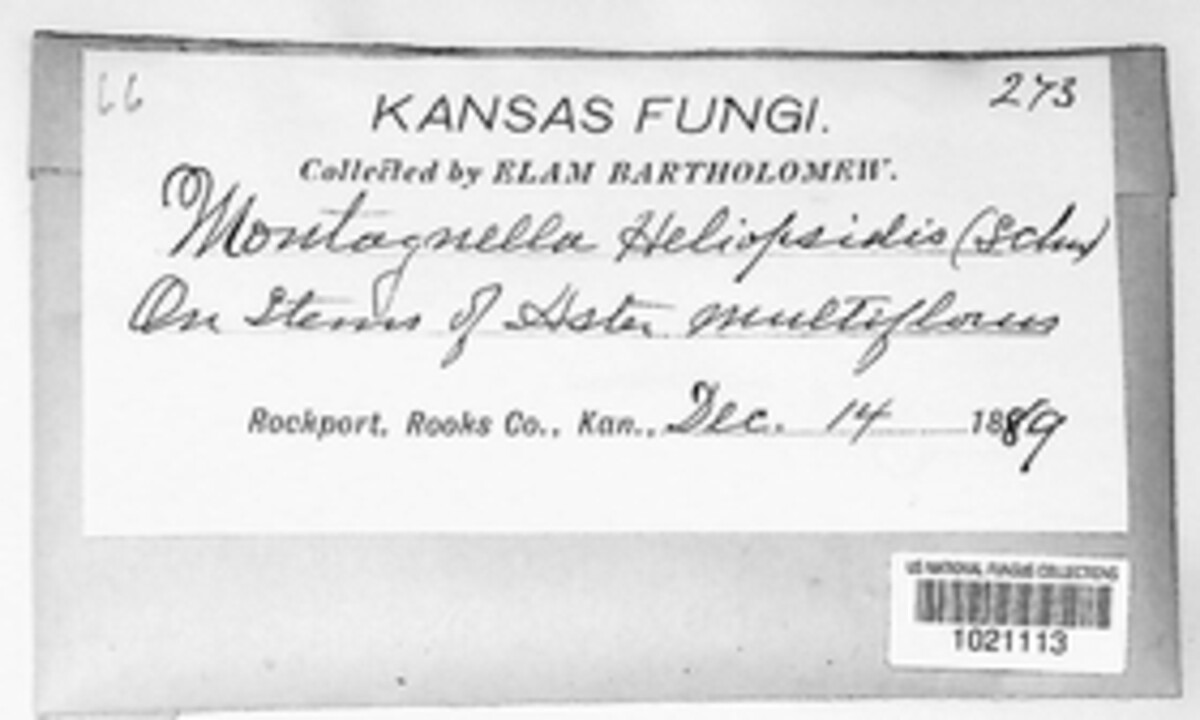 66
273
KANSAS FUNGI.
Collected by ELAM BARTHOLOMEW.
Montagnella Heliopsidis (Schw)
On stems of Aster multiflorus
Rockport, Rooks Co., Kan., Dec. 14 1889
US NATIONAL FUNGUS COLLECTIONS
1021113